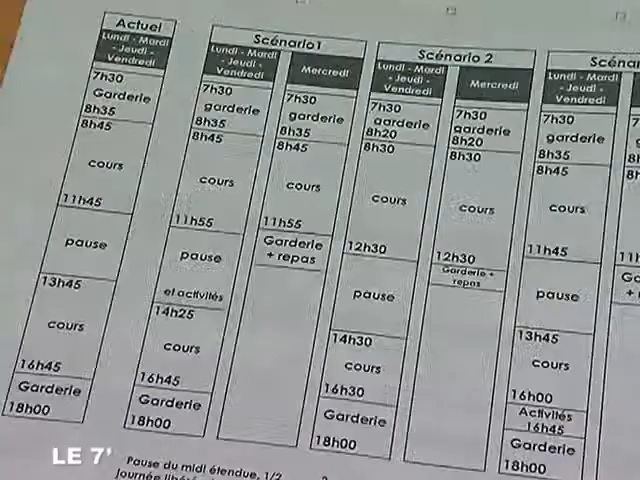 Actuel
Lundi - Mardi
- Jeudi -
Vendredi
7h30
Garderie
8h35
8h45
cours
11h45
pause
13h45
cours
16h45
Garderie
18h00
Scénario1
Lundi - Mardi
- Jeudi -
Vendredi
7h30
garderie
8h35
8h45
cours
11h55
pause
et activités
14h25
cours
16h45
Garderie
18h00
Mercredi
7h30
garderie
8h35
8h45
cours
11h55
Garderie
+ repas
Scénario 2
Lundi - Mardi
- Jeudi -
Vendredi
7h30
garderie
8h20
8h30
cours
12h30
pause
14h30
cours
16h30
Garderie
18h00
Mercredi
7h30
garderie
8h20
8h30
cours
12h30
Garderie +
repas
Scénar
Lundi - Mardi
- Jeudi -
Vendredi
7h30
garderie
8h35
8h45
cours
11h45
pause
13h45
cours
16h00
Activités
16h45
Garderie
18h00
Pause du midi étendue, 1/2
Journée
LE 7'